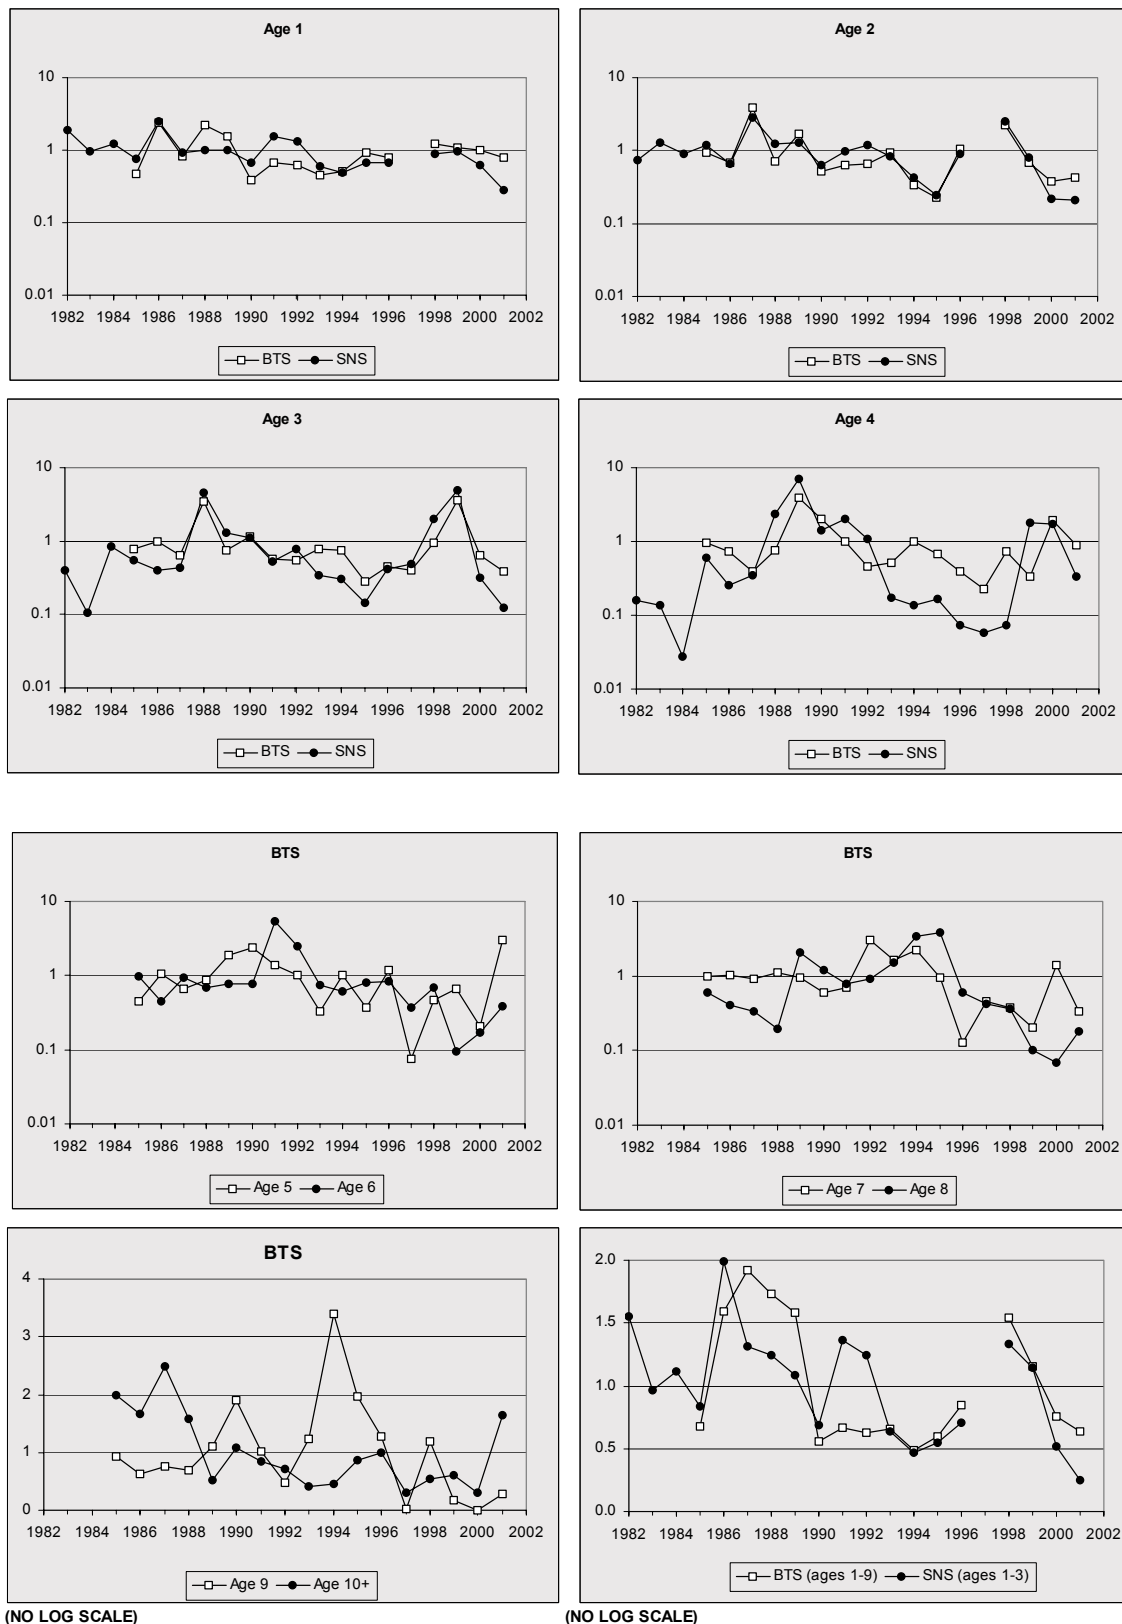 Age 1
10
1
0.1
0.01
1982 1984 1986 1988 1990 1992 1994 1996 1998 2000 2002
BTS SNS
Age 2
10
1
0.1
0.01
1982 1984 1986 1988 1990 1992 1994 1996 1998 2000 2002
BTS SNS
Age 3
10
1
0.1
0.01
1982 1984 1986 1988 1990 1992 1994 1996 1998 2000 2002
BTS SNS
Age 4
10
1
0.1
0.01
1982 1984 1986 1988 1990 1992 1994 1996 1998 2000 2002
BTS SNS
BTS
10
1
0.1
0.01
1982 1984 1986 1988 1990 1992 1994 1996 1998 2000 2002
Age 5 Age 6
BTS
10
1
0.1
0.01
1982 1984 1986 1988 1990 1992 1994 1996 1998 2000 2002
Age 7 Age 8
BTS
4
3
2
1
0
1982 1984 1986 1988 1990 1992 1994 1996 1998 2000 2002
Age 9 Age 10+
(NO LOG SCALE)
2.0
1.5
1.0
0.5
0.0
1982 1984 1986 1988 1990 1992 1994 1996 1998 2000 2002
BTS (ages 1-9) SNS (ages 1-3)
(NO LOG SCALE)